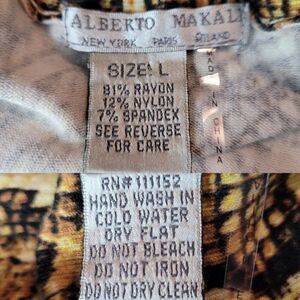 ALBERTO MAKALI
NEW YORK PARIS MILAND
SIZE: L
81% RAYON
12% NYLON
7% SPANDEX
SEE REVERSE
FOR CARE
MADE IN CHINA
RN# 111152
HAND WASH IN
COLD WATER
DRY FLAT
DO NOT BLEACH
DO NOT IRON
DO NOT DRY CLEAN